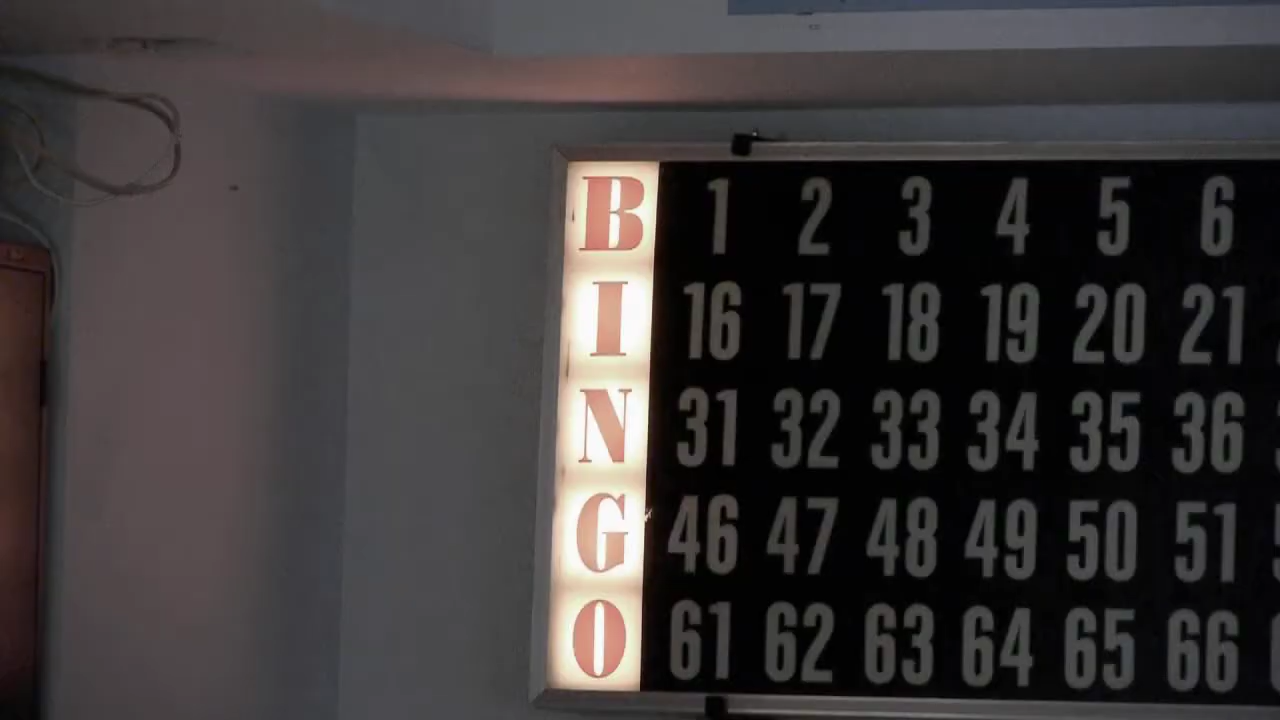 B 1 2 3 4 5 6
I 16 17 18 19 20 21
N 31 32 33 34 35 36
G 46 47 48 49 50 51
O 61 62 63 64 65 66